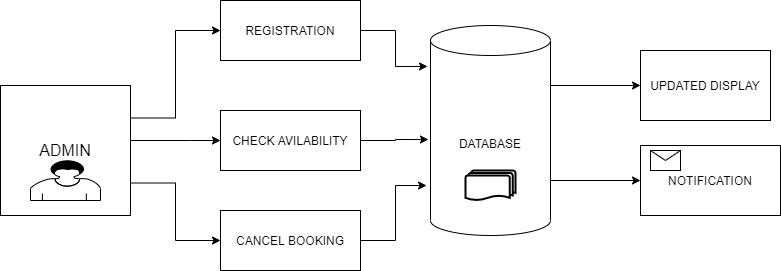 REGISTRATION
ADMIN
CHECK AVILABILITY
CANCEL BOOKING
DATABASE
UPDATED DISPLAY
NOTIFICATION